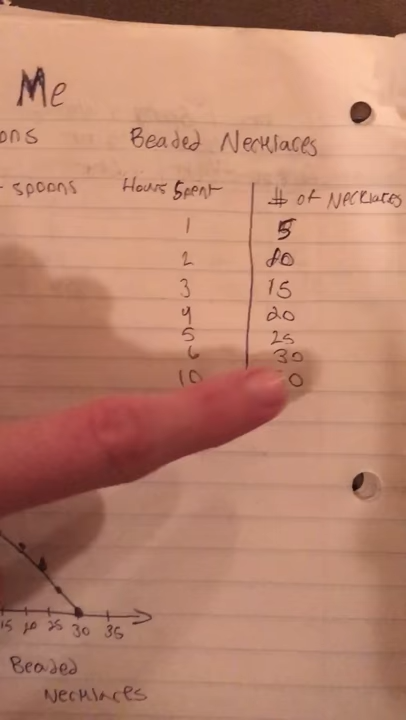 Me
ons Beaded Necklaces
spoons Hours Spent # of Necklaces
1 5
2 10
3 15
4 20
5 25
6 30
10 0
15 20 25 30 35
Beaded
Necklaces